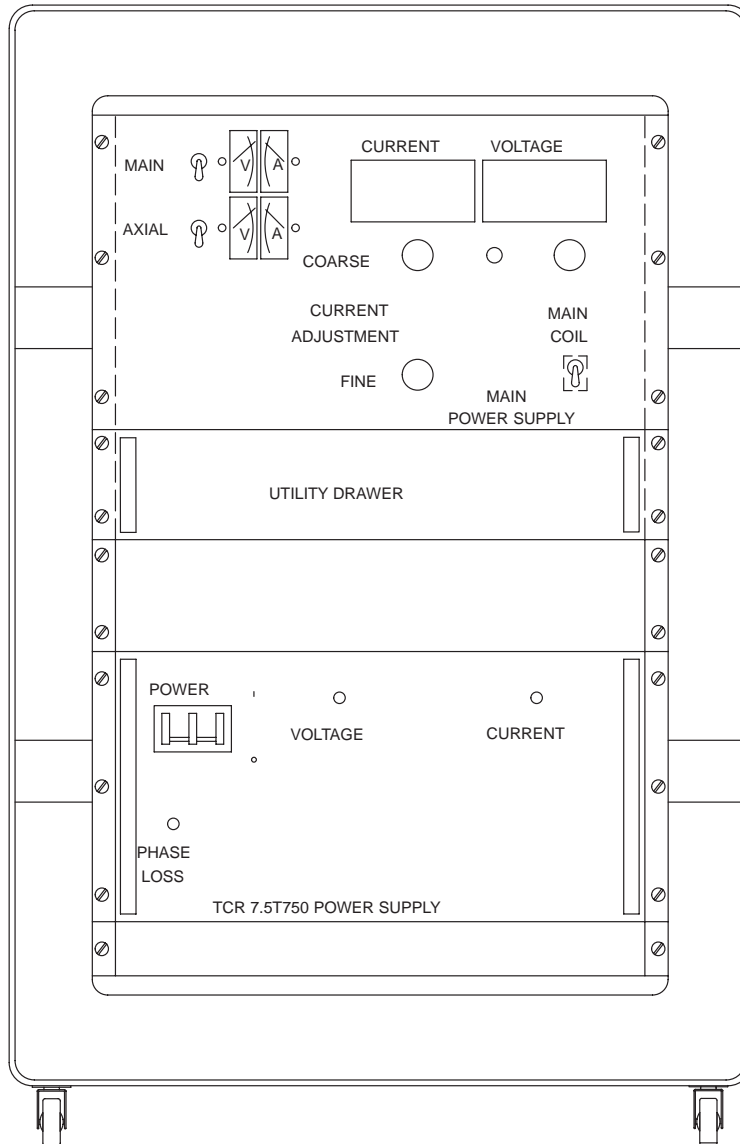 CURRENT VOLTAGE
MAIN V A
AXIAL V A
COARSE
CURRENT
ADJUSTMENT
MAIN
COIL
FINE
MAIN
POWER SUPPLY
UTILITY DRAWER
POWER
VOLTAGE CURRENT
PHASE
LOSS
TCR 7.5T750 POWER SUPPLY